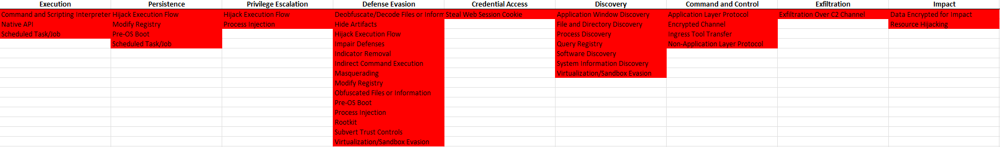 Execution Persistence Privilege Escalation Defense Evasion Credential Access Discovery Command and Control Exfiltration Impact
Command and Scripting Interpreter Hijack Execution Flow Hijack Execution Flow Deobfuscate/Decode Files or Inform Steal Web Session Cookie Application Window Discovery Application Layer Protocol Exfiltration Over C2 Channel Data Encrypted for Impact
Native API Modify Registry Process Injection Hide Artifacts File and Directory Discovery Encrypted Channel Resource Hijacking
Scheduled Task/Job Pre-OS Boot Hijack Execution Flow Process Discovery Ingress Tool Transfer
Scheduled Task/Job Impair Defenses Query Registry Non-Application Layer Protocol
Indicator Removal Software Discovery
Indirect Command Execution System Information Discovery
Masquerading Virtualization/Sandbox Evasion
Modify Registry
Obfuscated Files or Information
Pre-OS Boot
Process Injection
Rootkit
Subvert Trust Controls
Virtualization/Sandbox Evasion